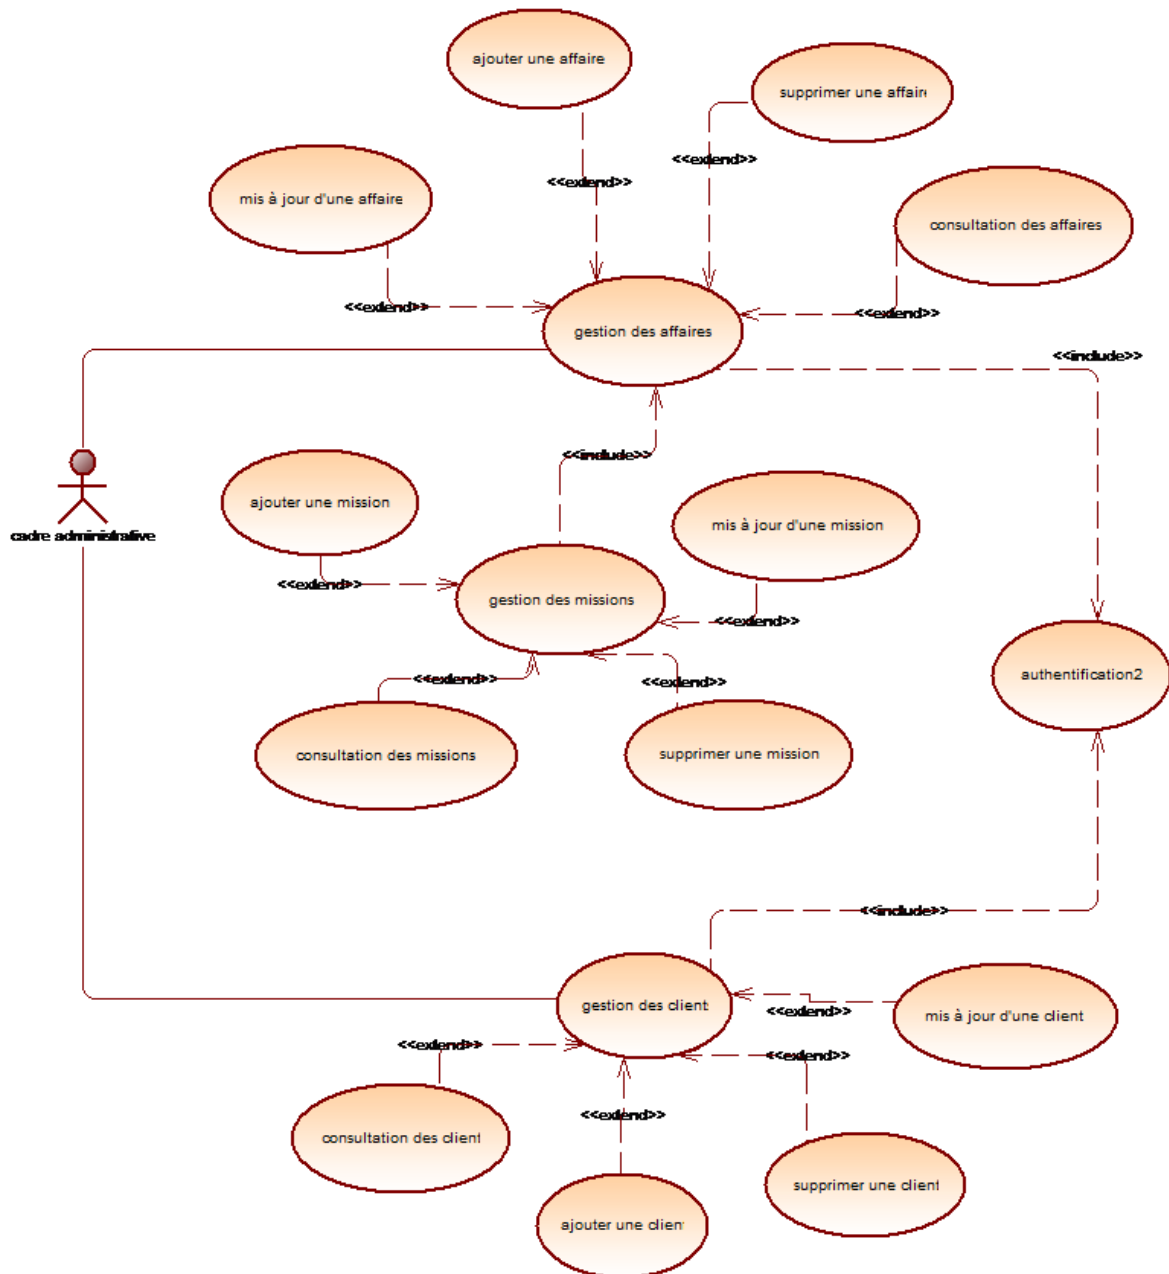 ajouter une affaire
supprimer une affaire
<<extend>>
<<extend>>
mis à jour d'une affaire
consultation des affaires
<<extend>>
<<extend>>
gestion des affaires
<<include>>
<<include>>
ajouter une mission
mis à jour d'une mission
cadre administrative
<<extend>>
gestion des missions
<<extend>>
<<extend>>
<<extend>>
authentification2
consultation des missions
supprimer une mission
<<include>>
gestion des client
<<extend>>
mis à jour d'une client
<<extend>>
<<extend>>
<<extend>>
consultation des client
supprimer une client
ajouter une client